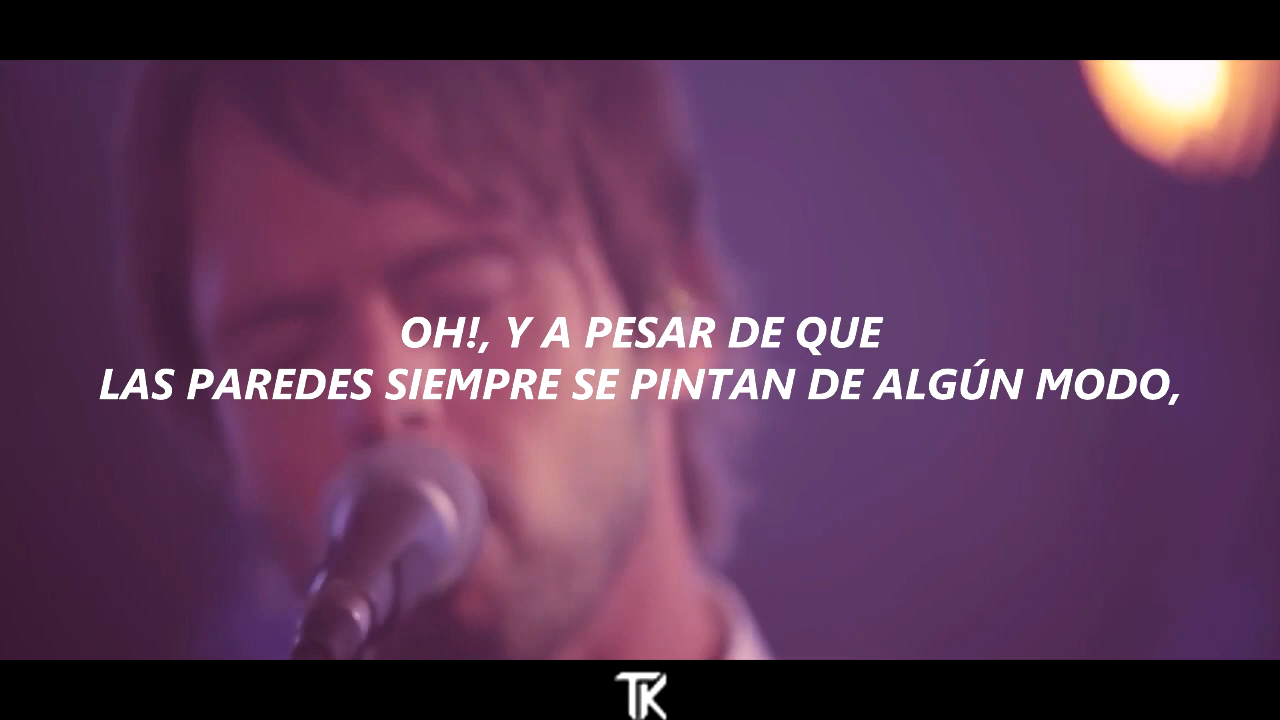 OH!, Y A PESAR DE QUE
LAS PAREDES SIEMPRE SE PINTAN DE ALGÚN MODO,
TK